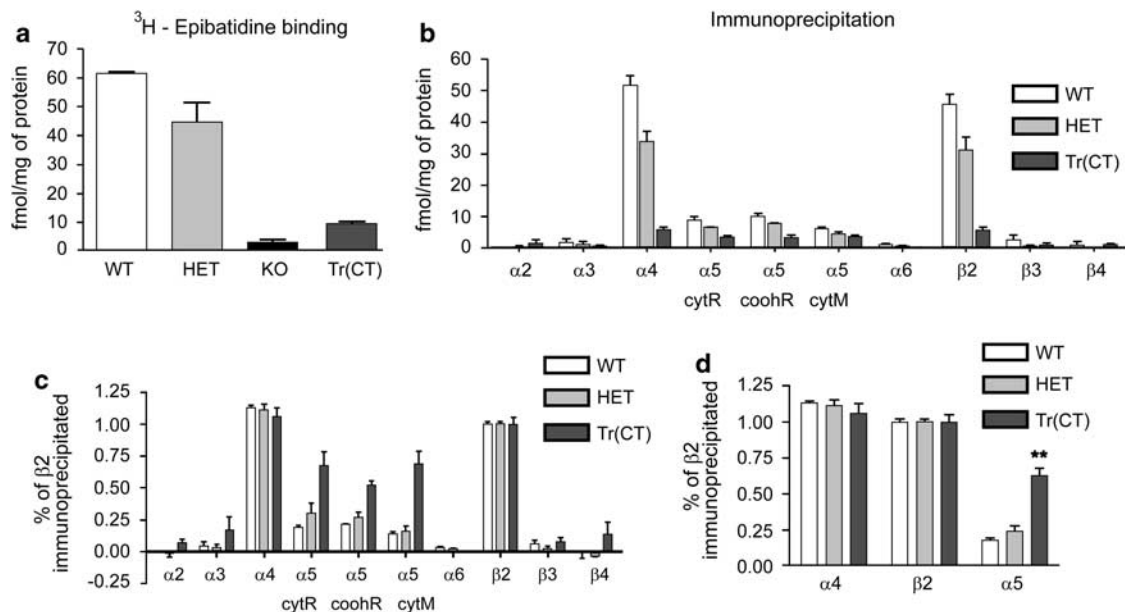 a
³H - Epibatidine binding
fmol/mg of protein
70
60
50
40
30
20
10
0
WT HET KO Tr(CT)
b
Immunoprecipitation
fmol/mg of protein
60
50
40
30
20
10
0
WT
HET
Tr(CT)
α2 α3 α4 α5 α5 α5 α6 β2 β3 β4
cytR coohR cytM
c
% of β2
immunoprecipitated
1.25
1.00
0.75
0.50
0.25
0.00
-0.25
WT
HET
Tr(CT)
α2 α3 α4 α5 α5 α5 α6 β2 β3 β4
cytR coohR cytM
d
% of β2
immunoprecipitated
1.25
1.00
0.75
0.50
0.25
0.00
WT
HET
Tr(CT)
**
α4 β2 α5